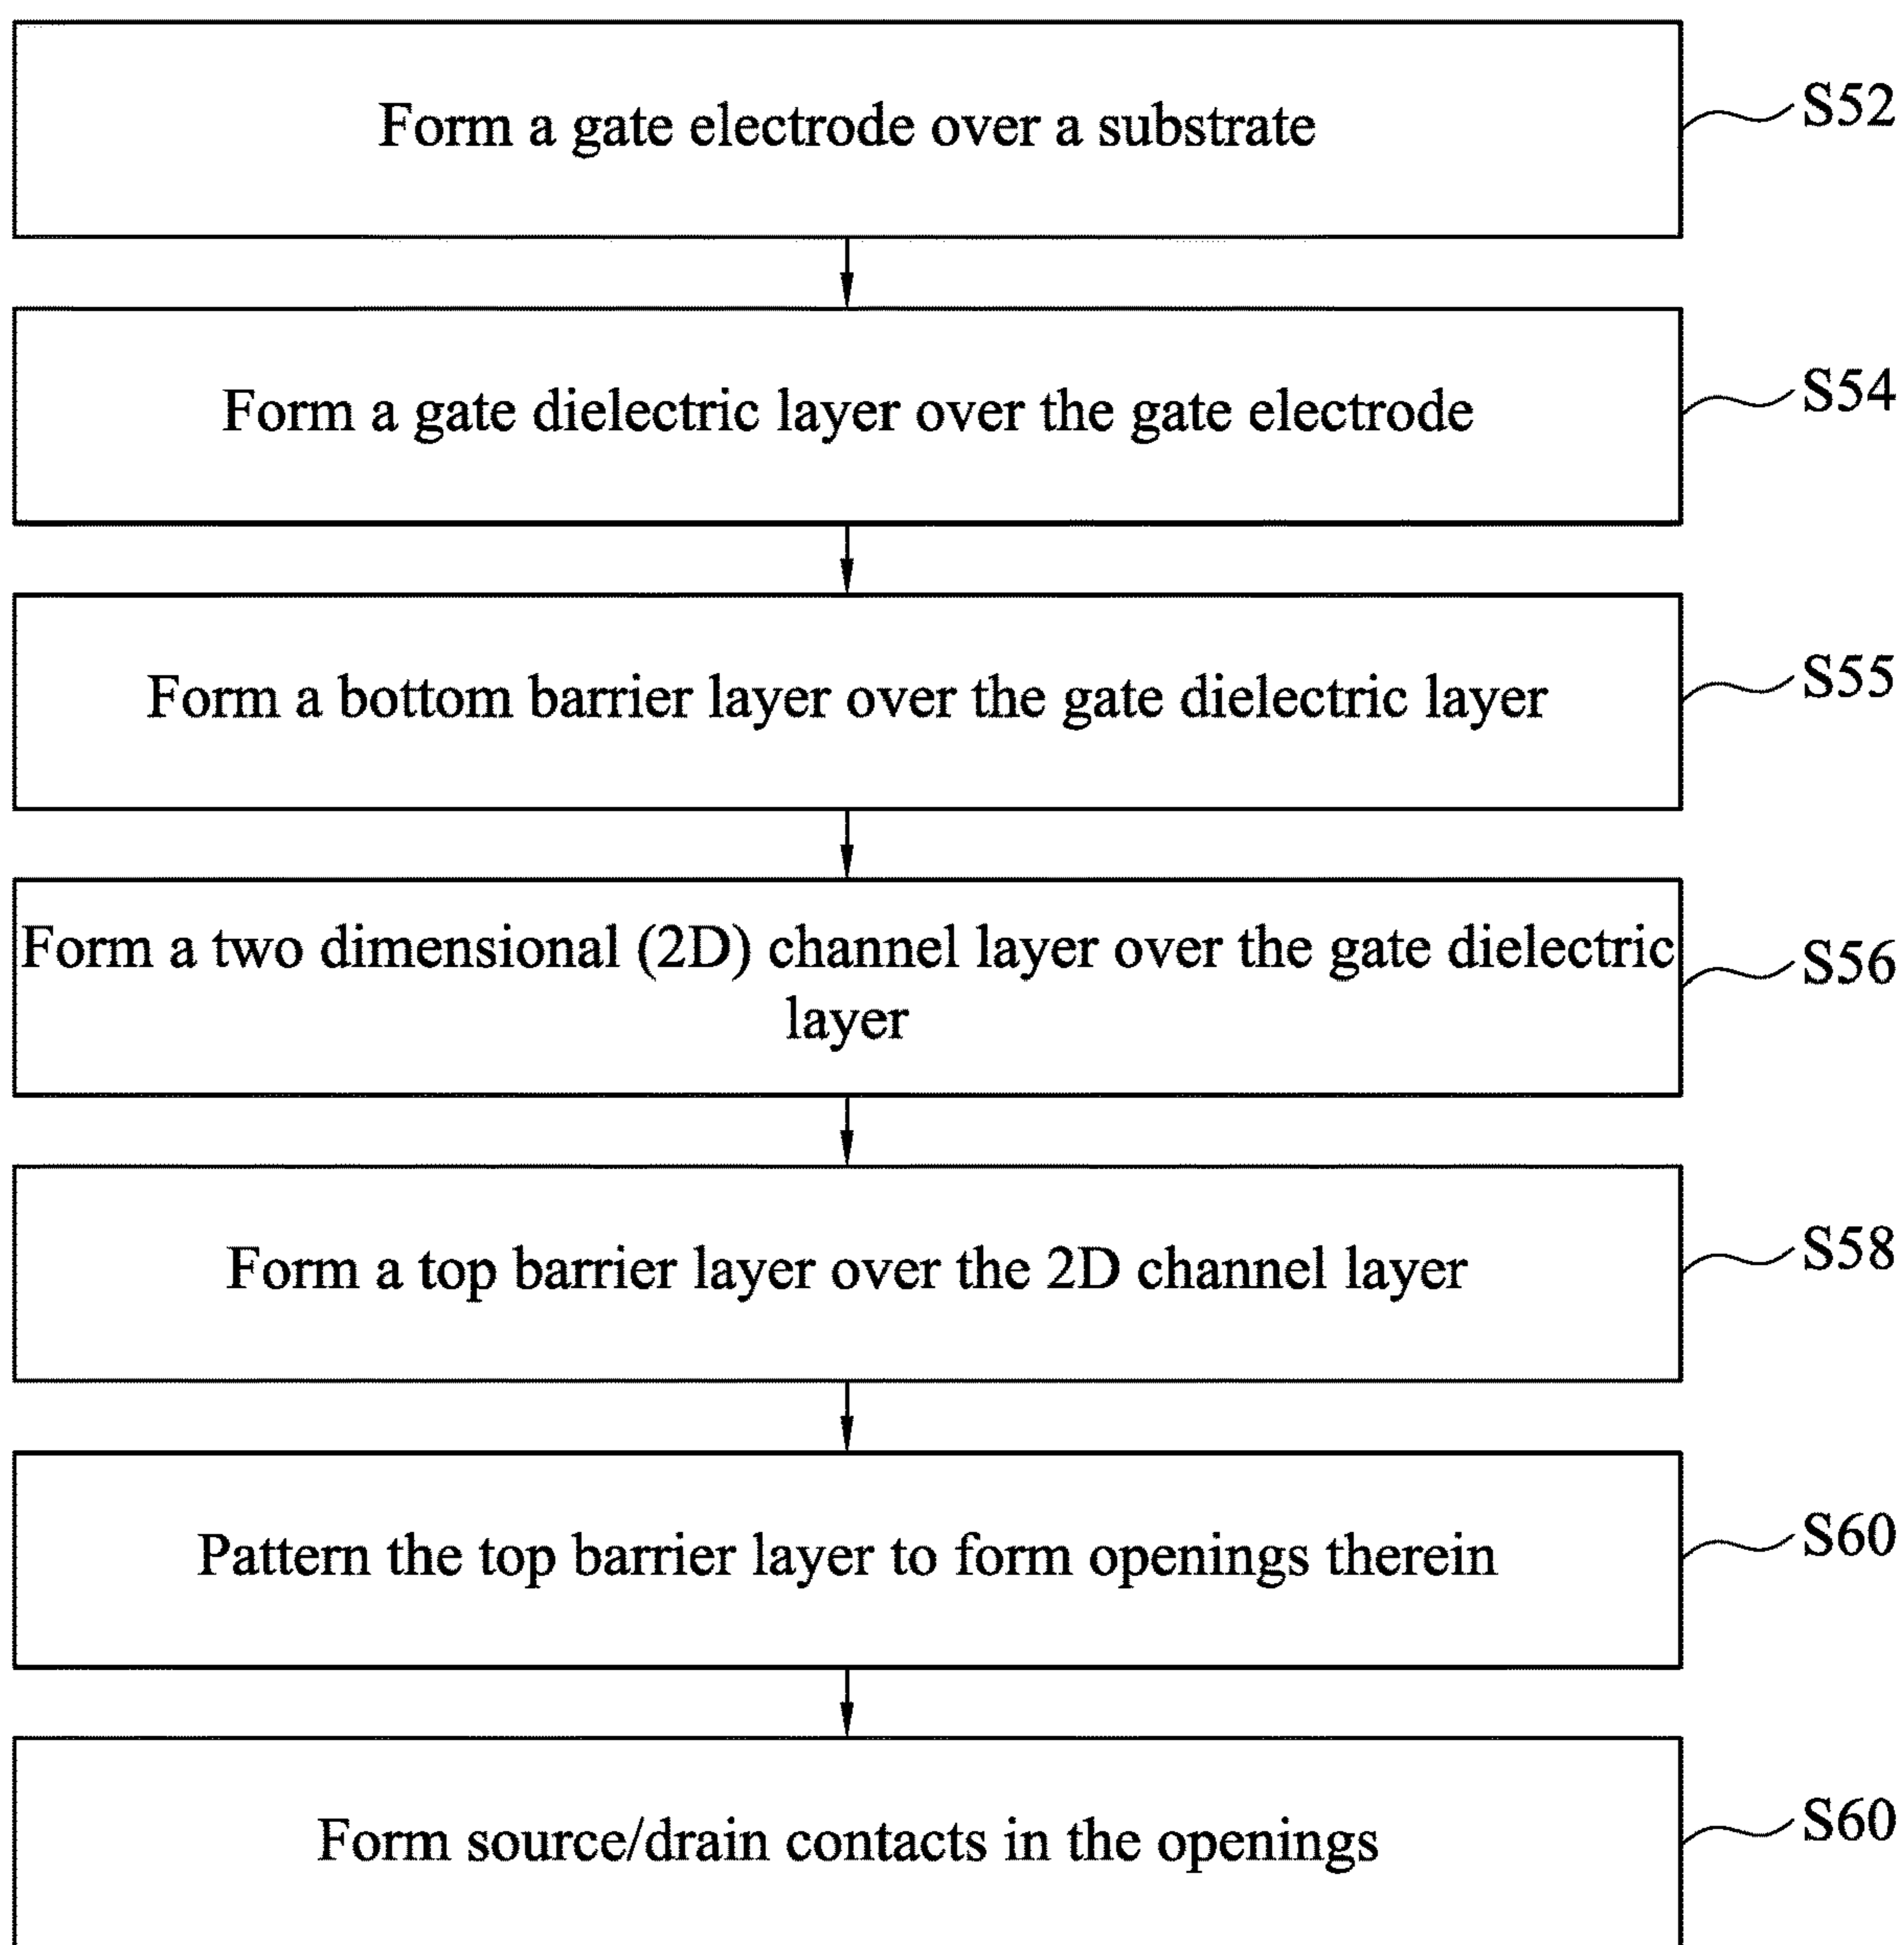 Form a gate electrode over a substrate
S52
Form a gate dielectric layer over the gate electrode
S54
Form a bottom barrier layer over the gate dielectric layer
S55
Form a two dimensional (2D) channel layer over the gate dielectric
layer
S56
Form a top barrier layer over the 2D channel layer
S58
Pattern the top barrier layer to form openings therein
S60
Form source/drain contacts in the openings
S60